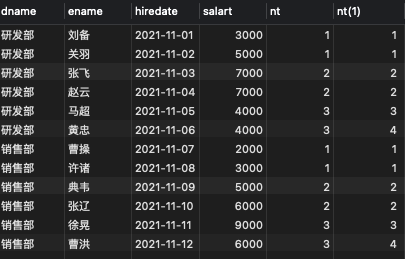 dname ename hiredate salart nt nt(1)
研发部 刘备 2021-11-01 3000 1 1
研发部 关羽 2021-11-02 5000 1 1
研发部 张飞 2021-11-03 7000 2 2
研发部 赵云 2021-11-04 7000 2 2
研发部 马超 2021-11-05 4000 3 3
研发部 黄忠 2021-11-06 4000 3 4
销售部 曹操 2021-11-07 2000 1 1
销售部 许诸 2021-11-08 3000 1 1
销售部 典韦 2021-11-09 5000 2 2
销售部 张辽 2021-11-10 6000 2 2
销售部 徐晃 2021-11-11 9000 3 3
销售部 曹洪 2021-11-12 6000 3 4